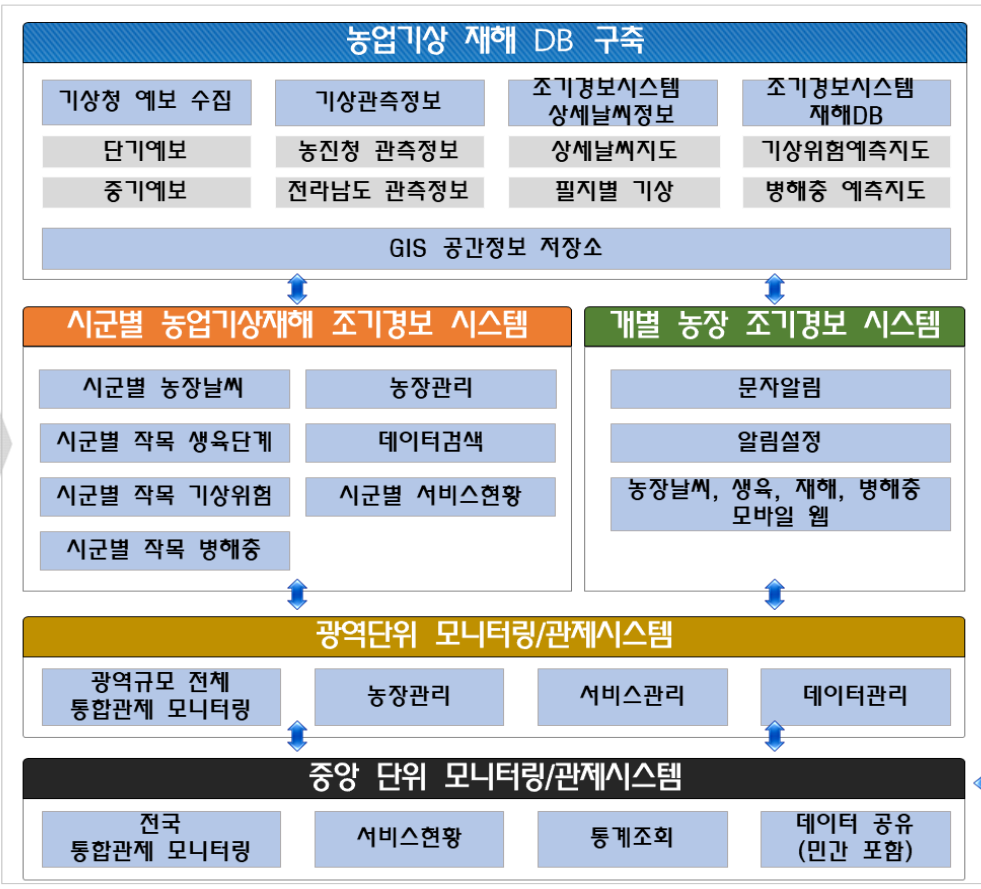 농업기상 재해 DB 구축
기상청 예보 수집
기상관측정보
조기경보시스템
상세날씨정보
조기경보시스템
재해DB
단기예보
농진청 관측정보
상세날씨지도
기상위험예측지도
중기예보
전라남도 관측정보
필지별 기상
병해충 예측지도
GIS 공간정보 저장소
시군별 농업기상재해 조기경보 시스템
시군별 농장날씨
농장관리
시군별 작목 생육단계
데이터검색
시군별 작목 기상위험
시군별 서비스현황
시군별 작목 병해충
개별 농장 조기경보 시스템
문자알림
알림설정
농장날씨, 생육, 재해, 병해충
모바일 웹
광역단위 모니터링/관제시스템
광역규모 전체
통합관제 모니터링
농장관리
서비스관리
데이터관리
중앙 단위 모니터링/관제시스템
전국
통합관제 모니터링
서비스현황
통계조회
데이터 공유
(민간 포함)